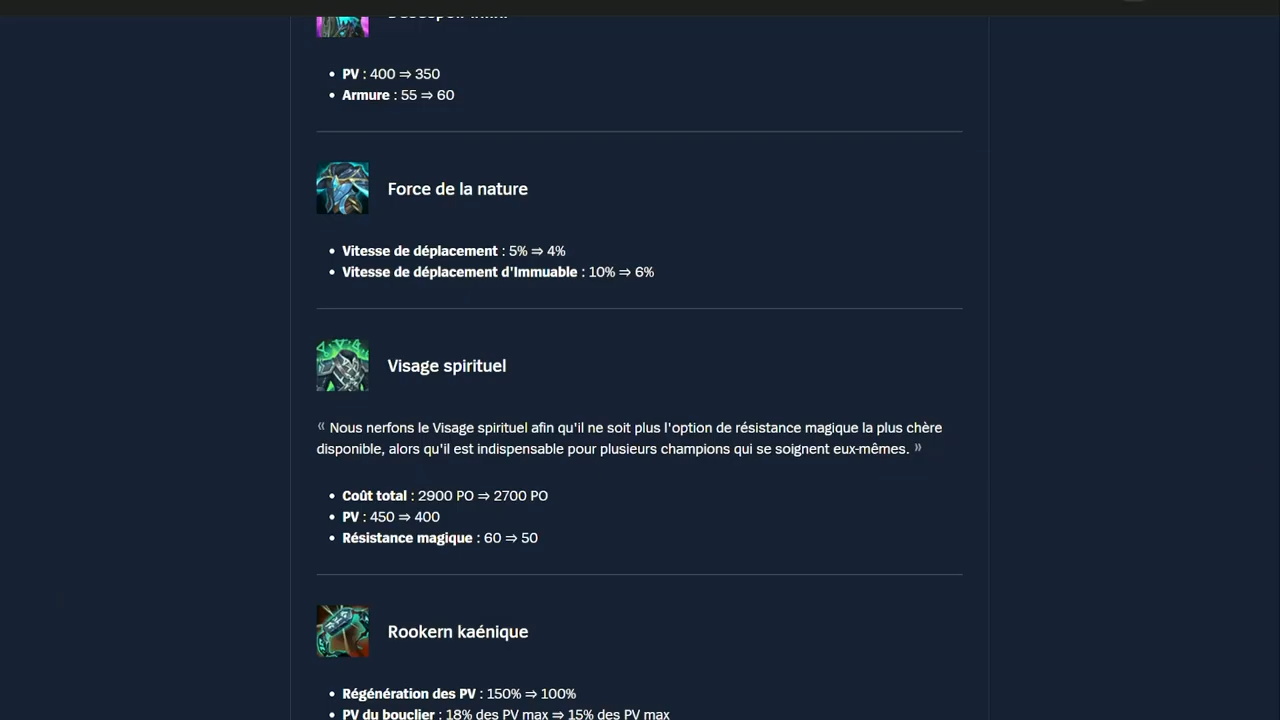 PV : 400 ⇒ 350
Armure : 55 ⇒ 60
Force de la nature
Vitesse de déplacement : 5% ⇒ 4%
Vitesse de déplacement d'Immuable : 10% ⇒ 6%
Visage spirituel
« Nous nerfons le Visage spirituel afin qu'il ne soit plus l'option de résistance magique la plus chère
disponible, alors qu'il est indispensable pour plusieurs champions qui se soignent eux-mêmes. »
Coût total : 2900 PO ⇒ 2700 PO
PV : 450 ⇒ 400
Résistance magique : 60 ⇒ 50
Rookern kaénique
Régénération des PV : 150% ⇒ 100%
PV du bouclier : 18% des PV max ⇒ 15% des PV max